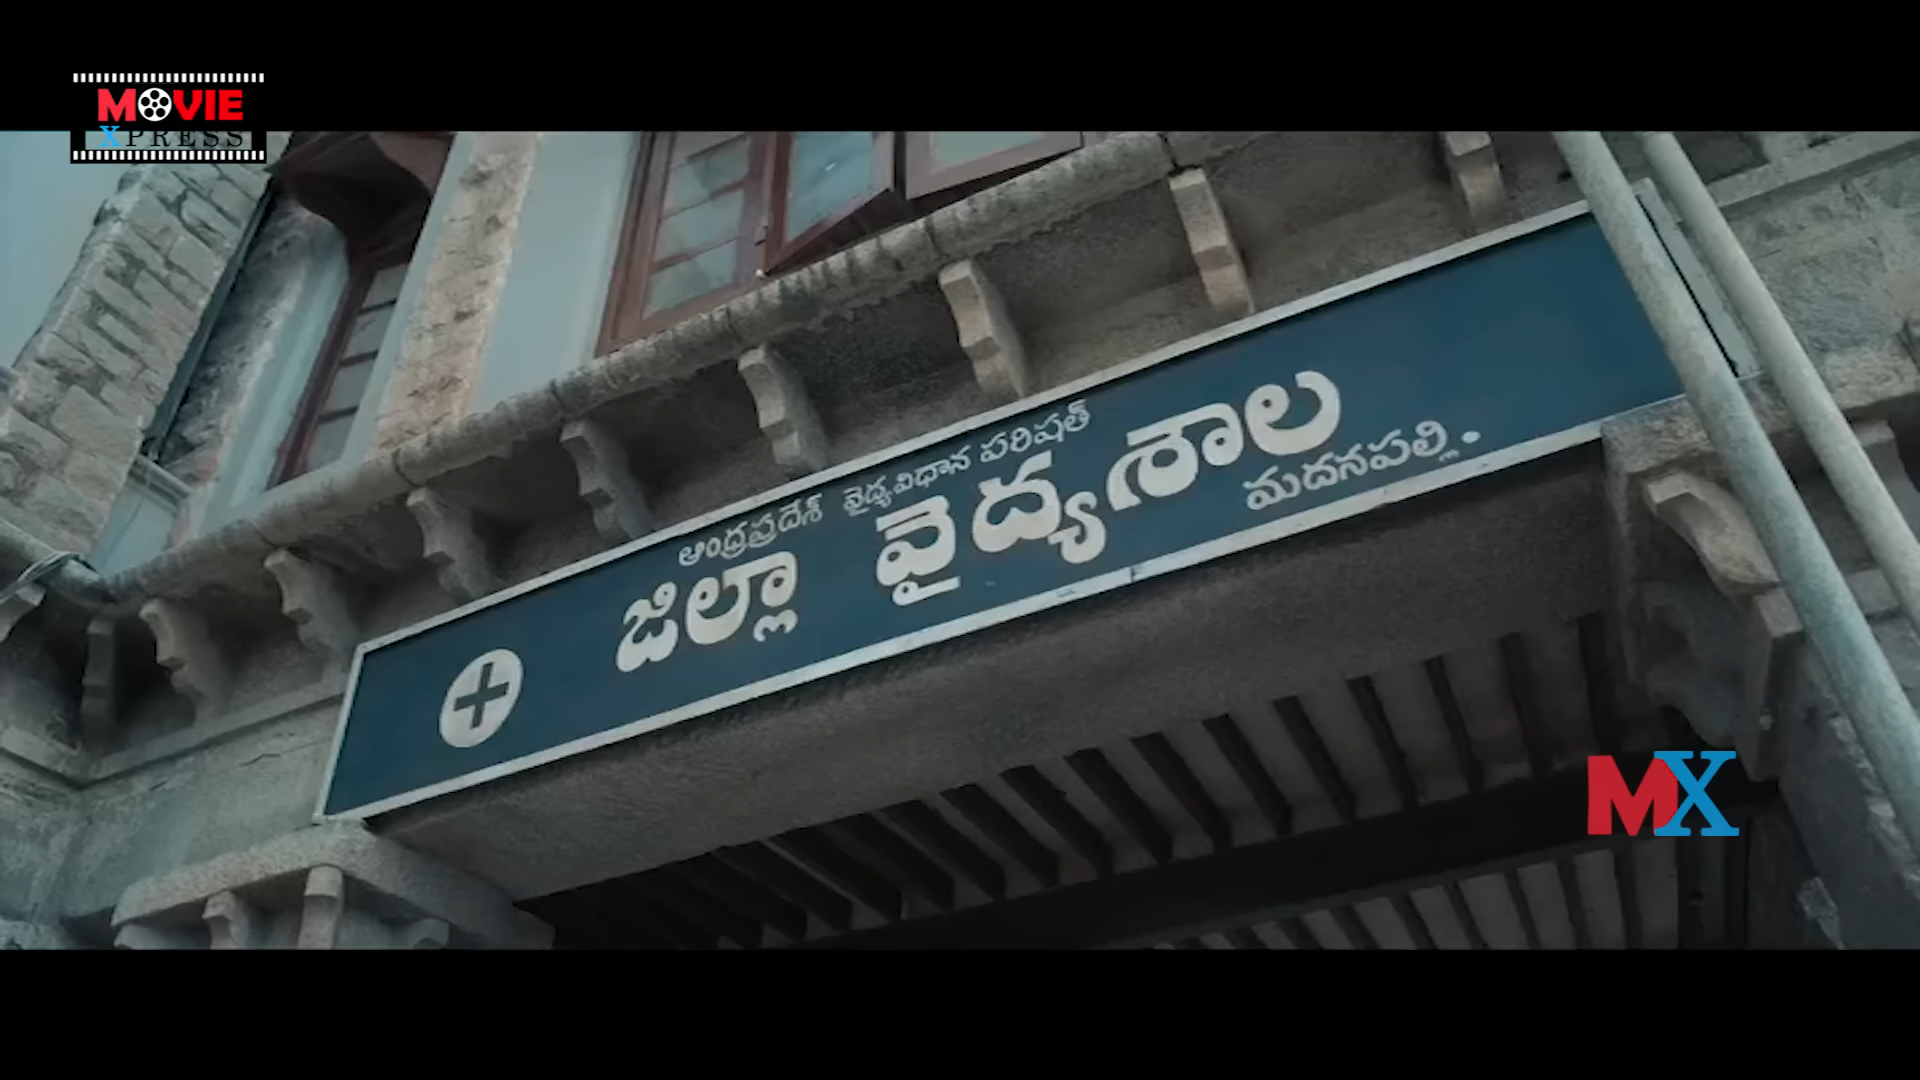 MOVIE
XPRESS
ఆంధ్రప్రదేశ్ వైద్యవిధాన పరిషత్
జిల్లా వైద్యశాల
మదనపల్లి.
MX